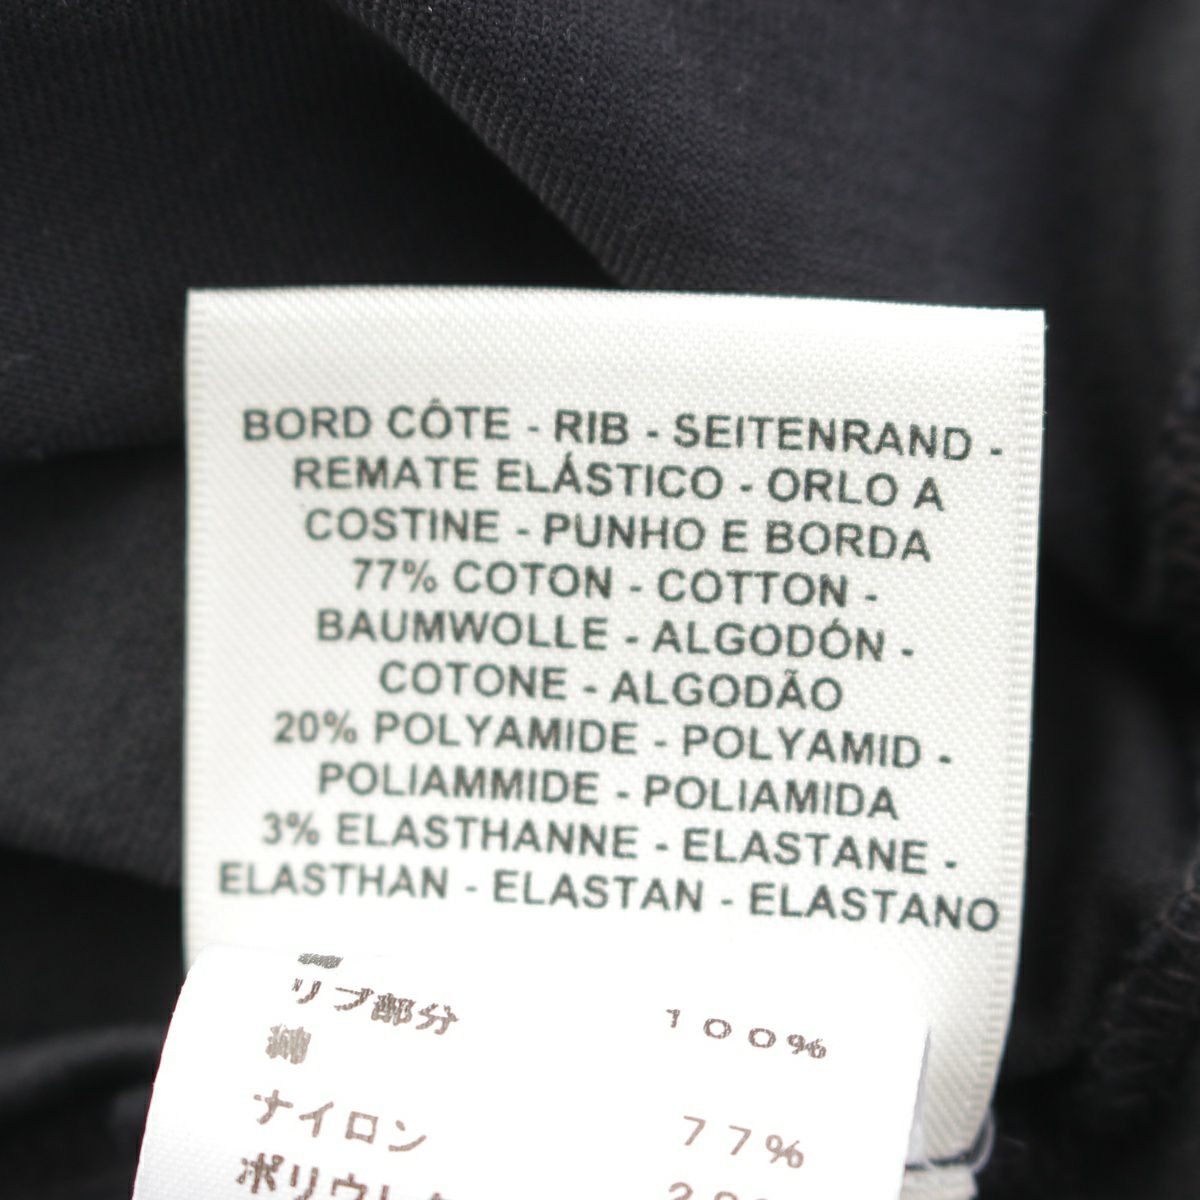 BORD CÔTE - RIB - SEITENRAND -
REMATE ELÁSTICO - ORLO A
COSTINE - PUNHO E BORDA
77% COTON - COTTON -
BAUMWOLLE - ALGODÓN -
COTONE - ALGODÃO
20% POLYAMIDE - POLYAMID -
POLIAMMIDE - POLIAMIDA
3% ELASTHANNE - ELASTANE -
ELASTHAN - ELASTAN - ELASTANO
リブ部分 100%
綿
ナイロン 77%